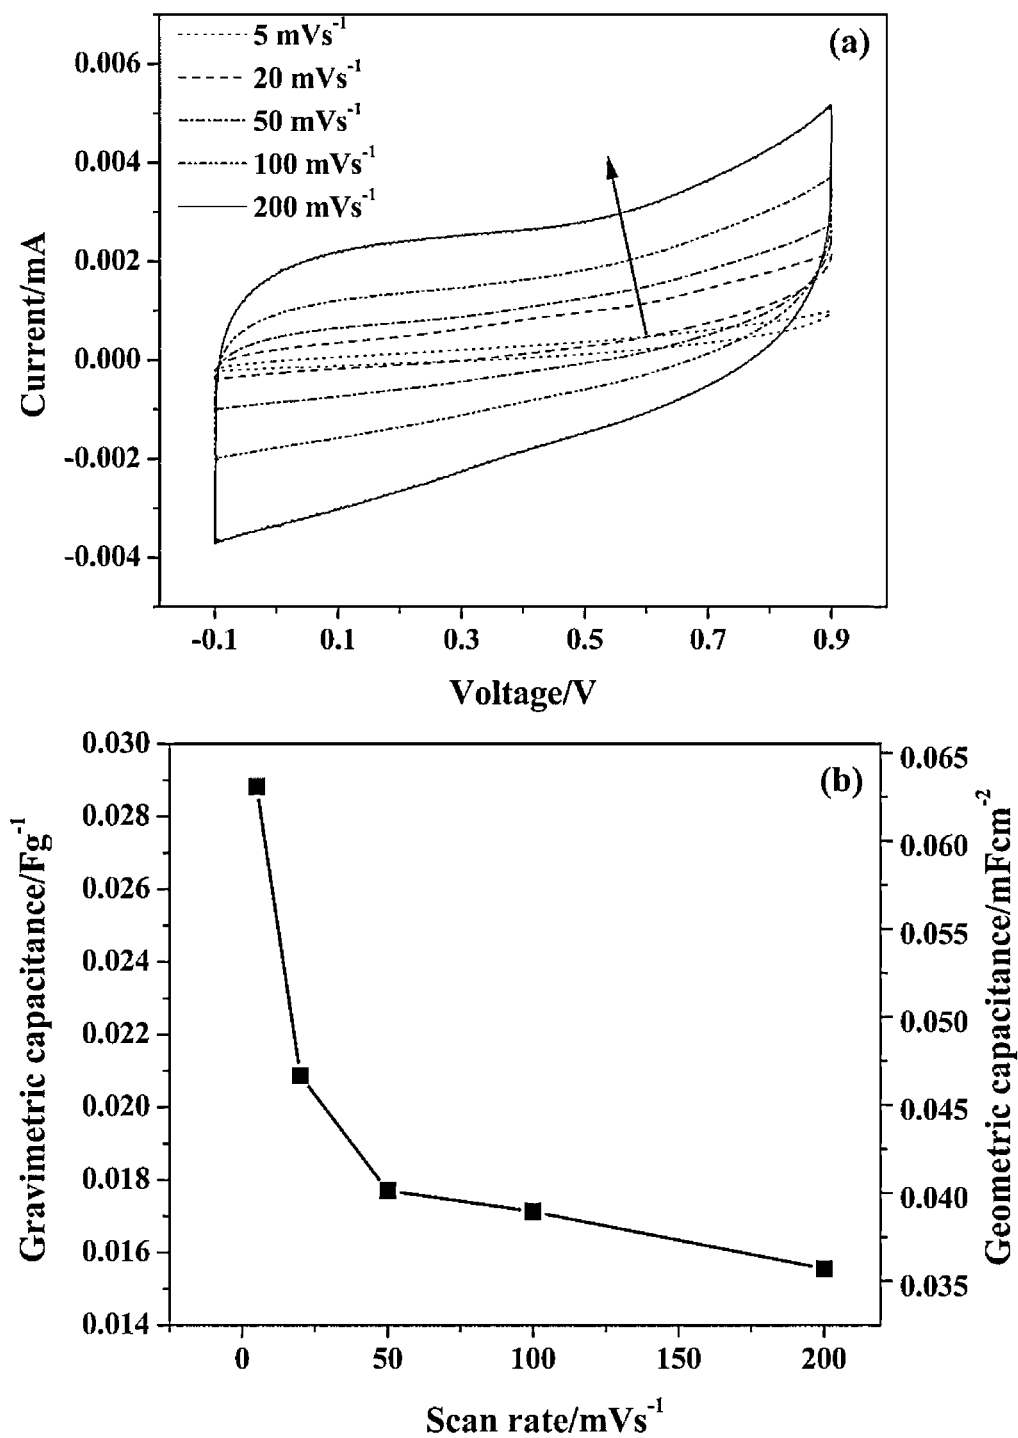 (a)
5 mVs⁻¹
20 mVs⁻¹
50 mVs⁻¹
100 mVs⁻¹
200 mVs⁻¹
0.006
0.004
0.002
0.000
-0.002
-0.004
Current/mA
-0.1 0.1 0.3 0.5 0.7 0.9
Voltage/V
(b)
0.030
0.028
0.026
0.024
0.022
0.020
0.018
0.016
0.014
Gravimetric capacitance/Fg⁻¹
0.065
0.060
0.055
0.050
0.045
0.040
0.035
Geometric capacitance/mFcm⁻²
0 50 100 150 200
Scan rate/mVs⁻¹